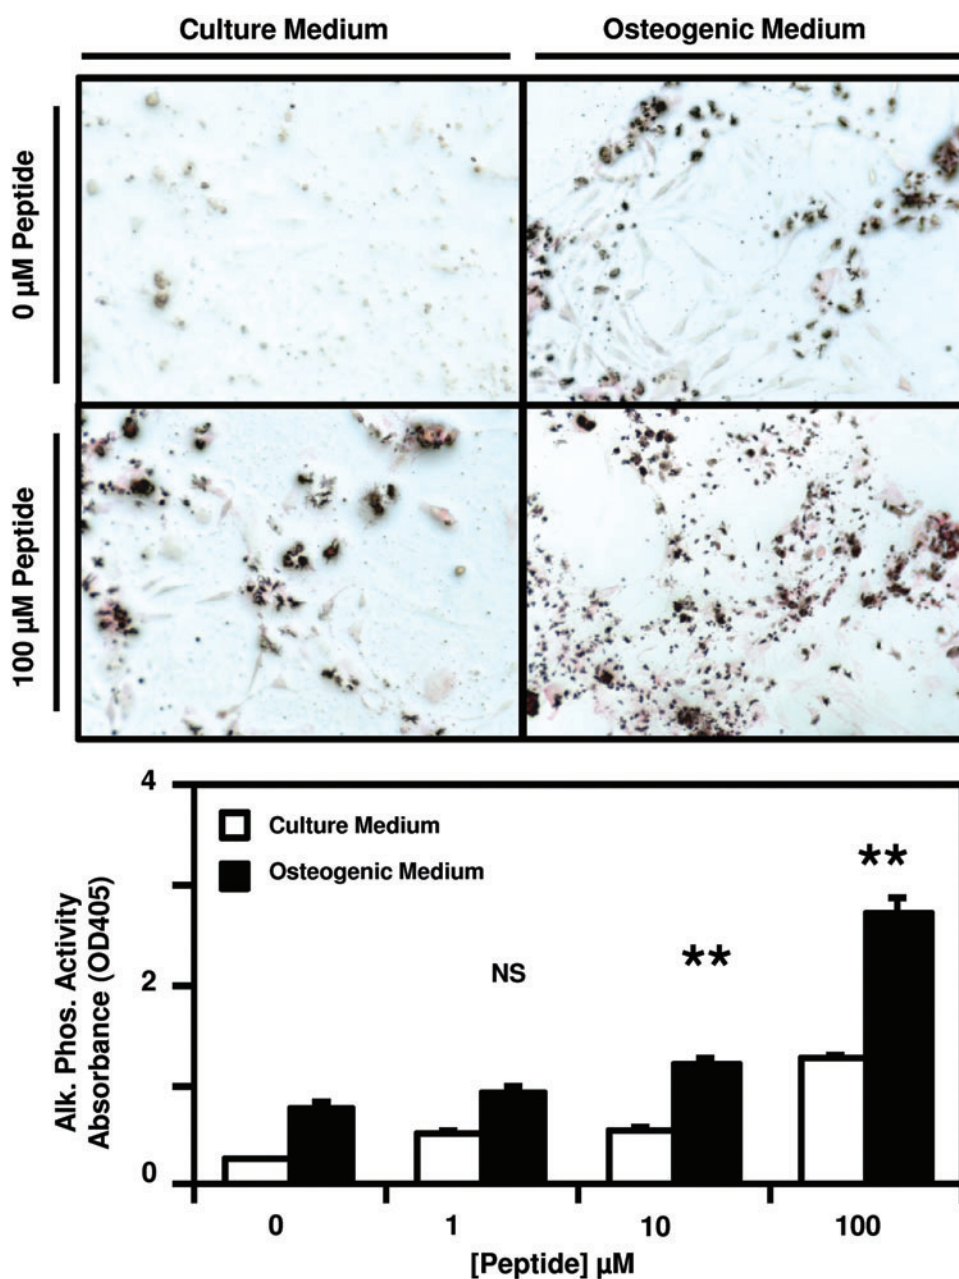 Culture Medium
Osteogenic Medium
0 µM Peptide
100 µM Peptide
4
2
0
Alk. Phos. Activity
Absorbance (OD405)
Culture Medium
Osteogenic Medium
NS
**
**
0
1
10
100
[Peptide] µM